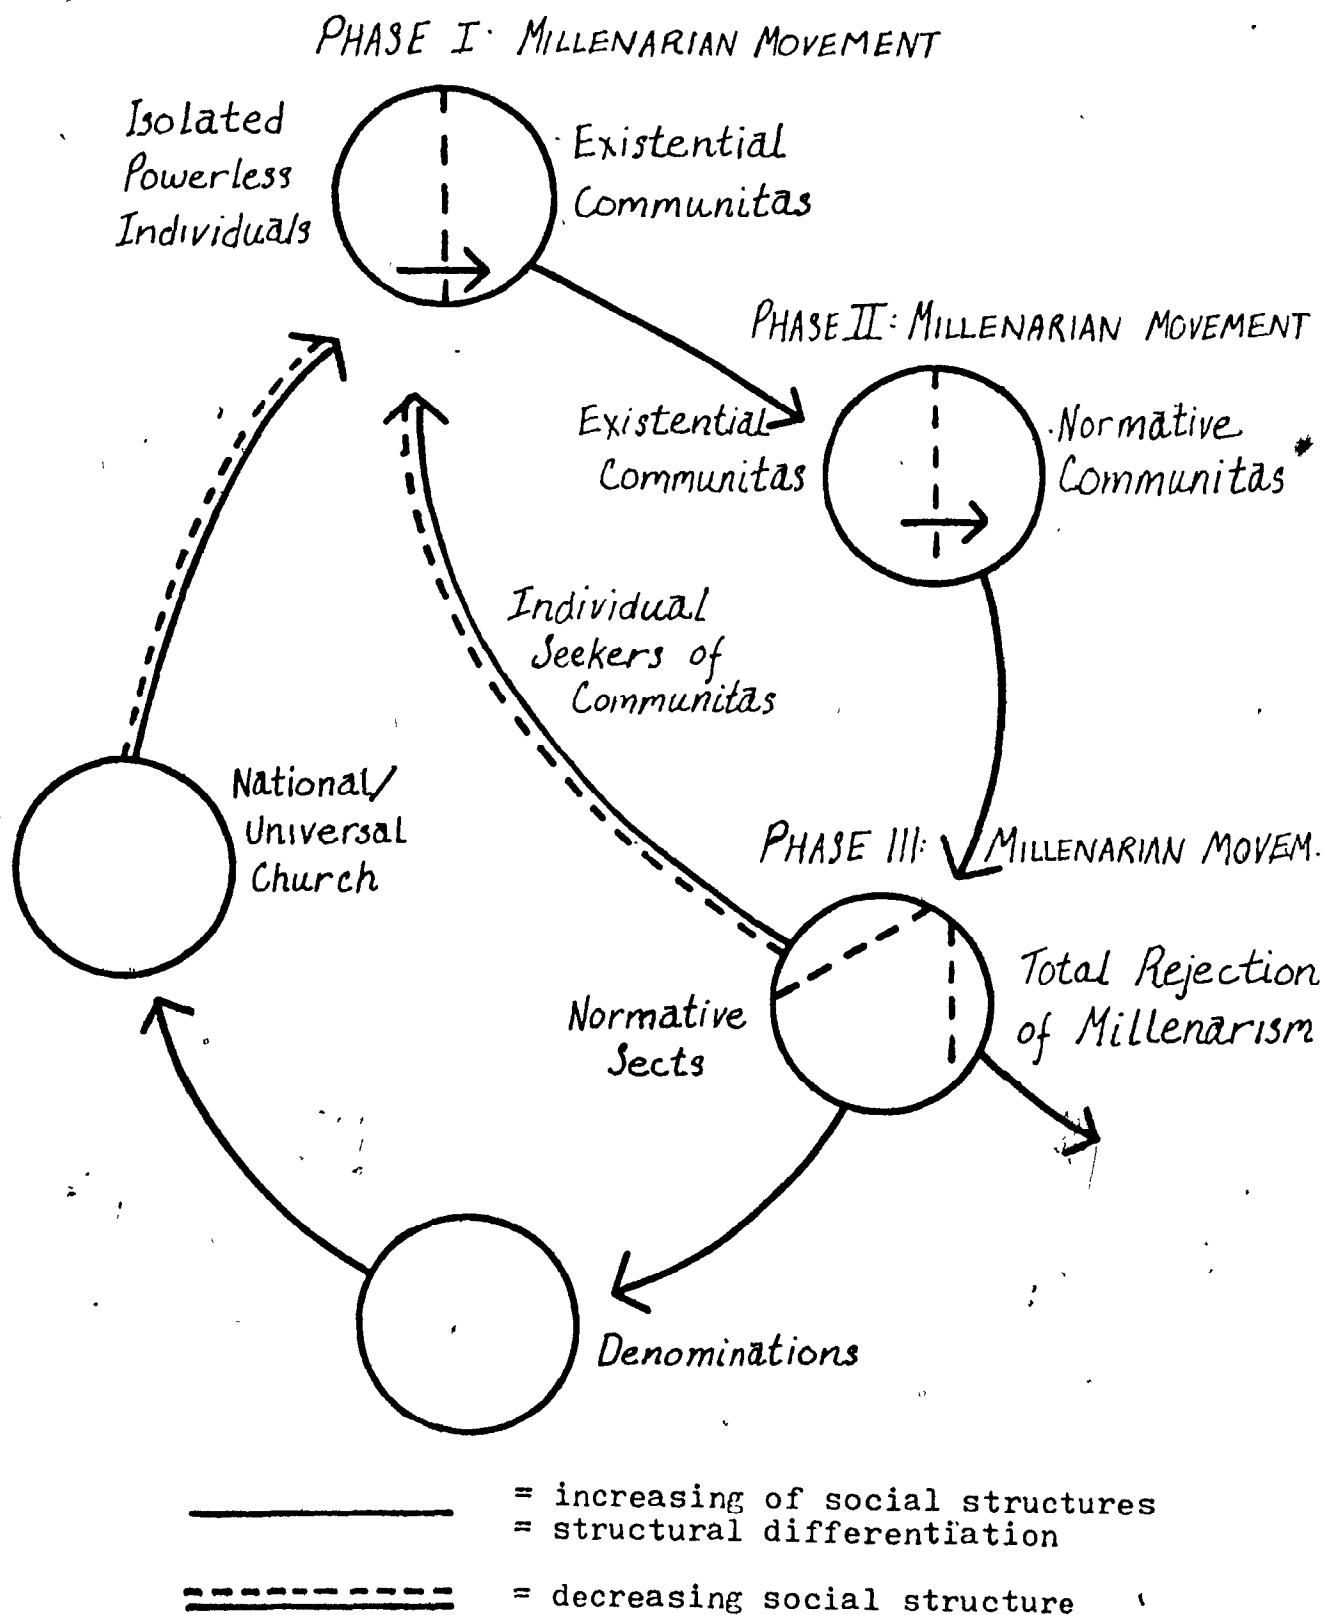 PHASE I: MILLENARIAN MOVEMENT
Isolated
Powerless
Individuals
Existential
Communitas
PHASE II: MILLENARIAN MOVEMENT
Existential
Communitas
Normative
Communitas
Individual
Seekers of
Communitas
National/
Universal
Church
PHASE III: MILLENARIAN MOVEM.
Normative
Sects
Total Rejection
of Millenarism
Denominations
= increasing of social structures
= structural differentiation
= decreasing social structure